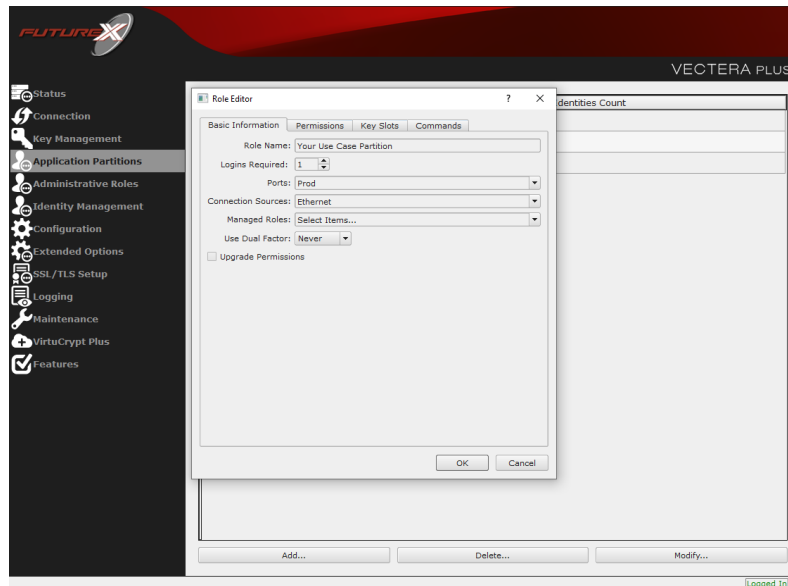 FUTUREX
VECTERA PLUS
Status
Connection
Key Management
Application Partitions
Administrative Roles
Identity Management
Configuration
Extended Options
SSL/TLS Setup
Logging
Maintenance
VirtuCrypt Plus
Features
dentities Count
Role Editor
?
Basic Information Permissions Key Slots Commands
Role Name: Your Use Case Partition
Logins Required: 1
Ports: Prod
Connection Sources: Ethernet
Managed Roles: Select Items...
Use Dual Factor: Never
Upgrade Permissions
OK Cancel
Add... Delete... Modify...
Logged In